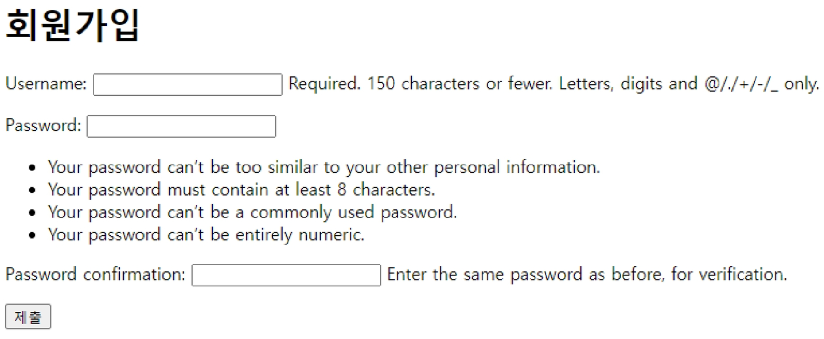 회원가입
Username: Required. 150 characters or fewer. Letters, digits and @/./+/-/_ only.
Password:
Your password can't be too similar to your other personal information.
Your password must contain at least 8 characters.
Your password can't be a commonly used password.
Your password can't be entirely numeric.
Password confirmation: Enter the same password as before, for verification.
제출